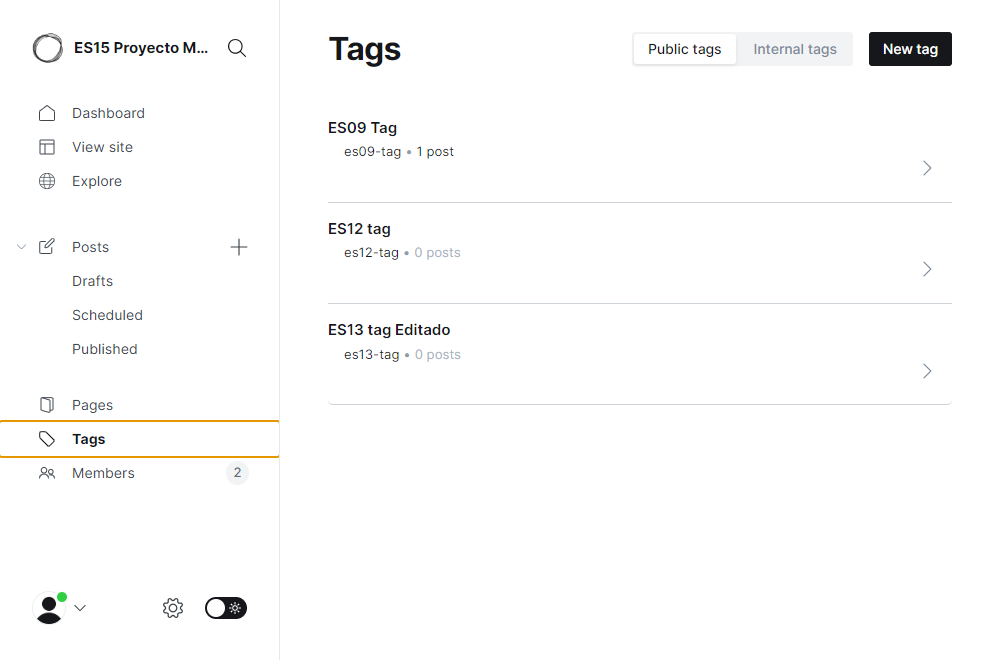 ES15 Proyecto M...
Dashboard
View site
Explore
Posts
Drafts
Scheduled
Published
Pages
Tags
Members 2
Tags
Public tags Internal tags New tag
ES09 Tag
es09-tag • 1 post
ES12 tag
es12-tag • 0 posts
ES13 tag Editado
es13-tag • 0 posts